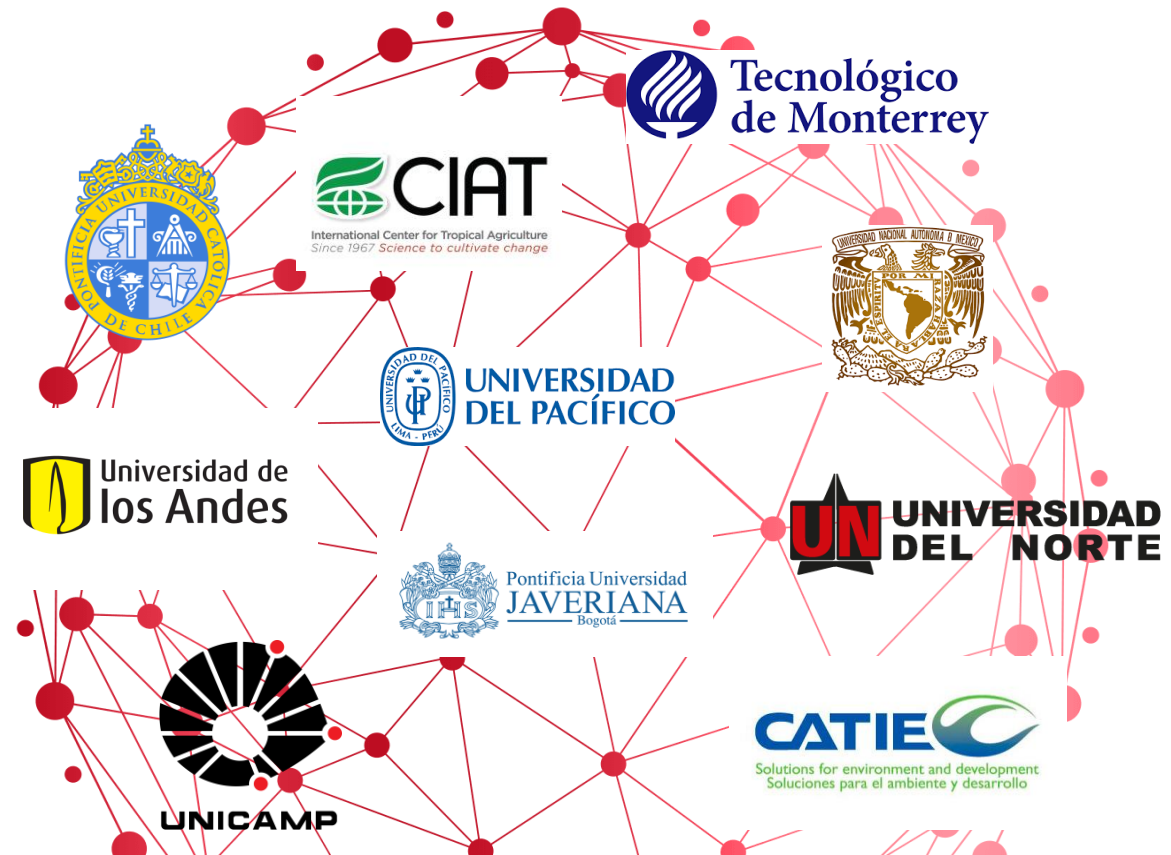 Tecnológico
de Monterrey
PONTIFICIA UNIVERSIDAD CATOLICA
DE CHILE
CIAT
International Center for Tropical Agriculture
Since 1967 Science to cultivate change
UNIVERSIDAD NACIONAL AUTÓNOMA
POR MI RAZA HABLARA EL ESPIRITU
UNIVERSIDAD DEL PACÍFICO
LIMA - PERÚ
UNIVERSIDAD
DEL PACÍFICO
Universidad de
los Andes
UN
UNIVERSIDAD
DEL NORTE
IHS
Pontificia Universidad
JAVERIANA
Bogotá
UNICAMP
CATIE
Solutions for environment and development
Soluciones para el ambiente y desarrollo